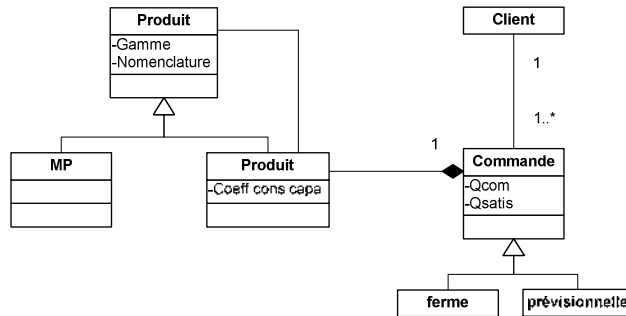 Produit
-Gamme
-Nomenclature
Client
1
1..*
MP
Produit
-Coeff cons capa
1
Commande
-Qcom
-Qsatis
ferme
prévisionnelle